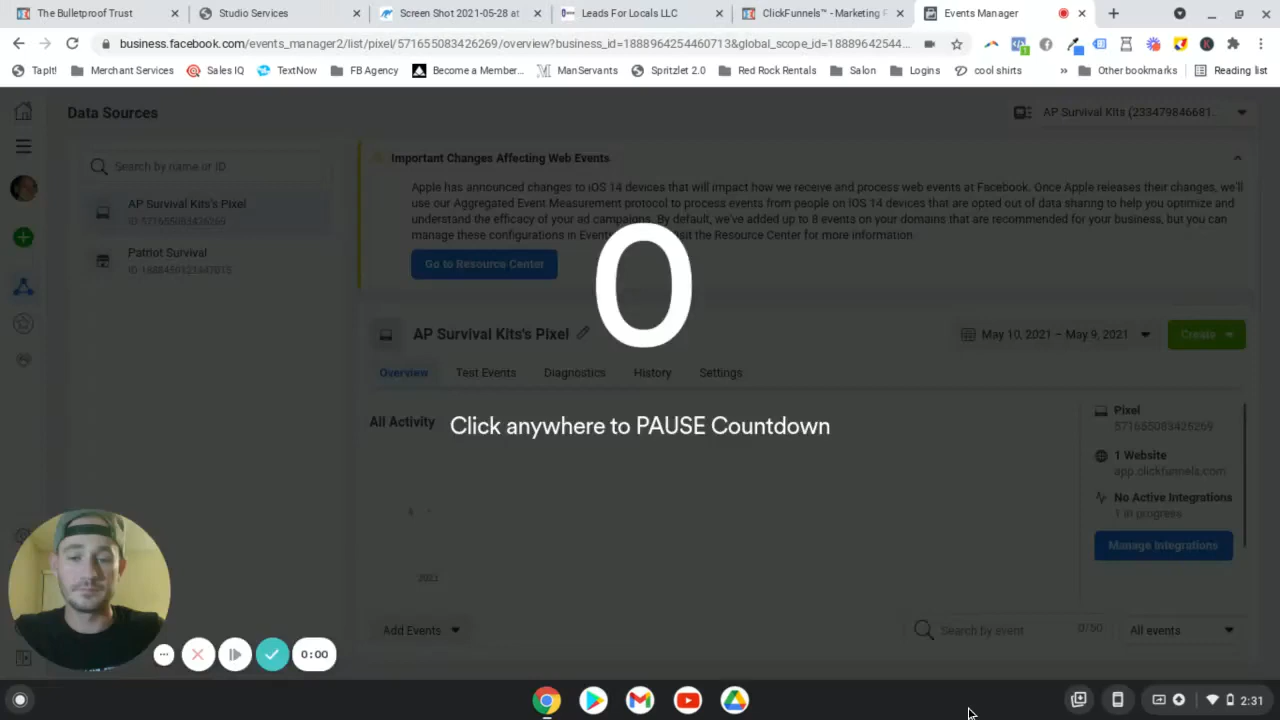 The Bulletproof Trust
Studio Services
Screen Shot 2021-05-28 at
Leads For Locals LLC
ClickFunnels™ - Marketing F
Events Manager
business.facebook.com/events_manager2/list/pixel/571655083426269/overview?business_id=1888964254460713&global_scope_id=18889642544...
TapIt!
Merchant Services
Sales IQ
TextNow
FB Agency
Become a Member...
ManServants
Spritzlet 2.0
Red Rock Rentals
Salon
Logins
cool shirts
»
Other bookmarks
Reading list
Data Sources
AP Survival Kits (233479846681...
Search by name or ID
AP Survival Kits's Pixel
ID: 571655083426269
Patriot Survival
Important Changes Affecting Web Events
Apple has announced changes to iOS 14 devices that will impact how we receive and process web events at Facebook. Once Apple releases their changes, we'll
use our Aggregated Event Measurement protocol to process events from people on iOS 14 devices that are opted out of data sharing to help you optimize and
understand the efficacy of your ad campaigns. By default, we've added up to 8 events on your domains that are recommended for your business, but you can
manage these configurations in Events the Resource Center for more information.
Go to Resource Center
0
AP Survival Kits's Pixel
May 10, 2021 – May 9, 2021
Create
Overview
Test Events
Diagnostics
History
Settings
All Activity
Click anywhere to PAUSE Countdown
Pixel
571655083426269
1 Website
app.clickfunnels.com
No Active Integrations
1 in progress
Manage Integrations
2021
Add Events
Search by event
0/50
All events
0:00
2:31